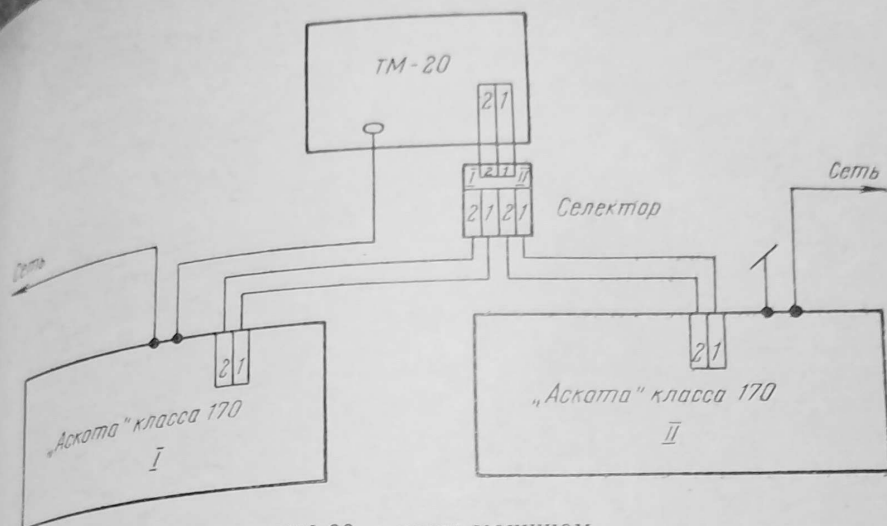 ТМ-20
2 1
I 2 1 II
2 1 2 1
Селектор
Сеть
Сеть
2 1
2 1
„Аскота" класса 170
I
„Аскота" класса 170
II